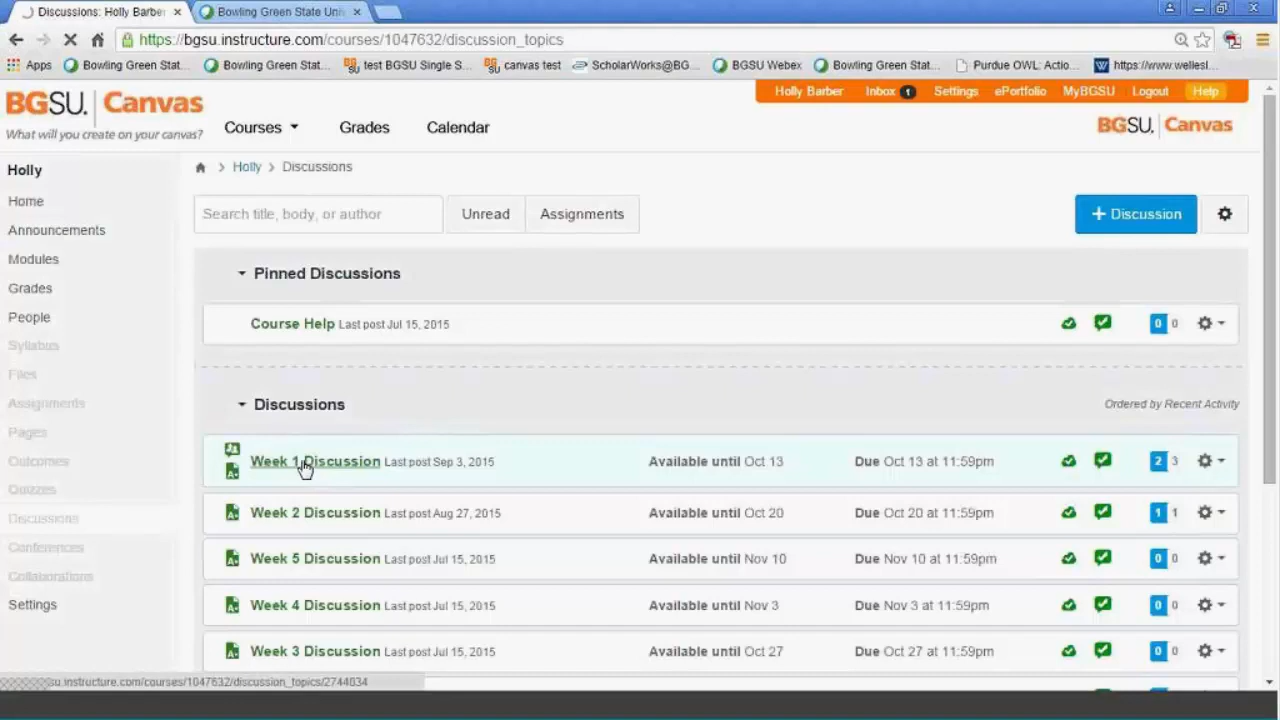 Discussions: Holly Barber
Bowling Green State Uni
https://bgsu.instructure.com/courses/1047632/discussion_topics
Apps Bowling Green Stat... Bowling Green Stat... test BGSU Single S... canvas test ScholarWorks@BG... BGSU Webex Bowling Green Stat... Purdue OWL: Actio... https://www.wellesl...
BGSU. Canvas
What will you create on your canvas?
Courses Grades Calendar
Holly Barber Inbox 1 Settings ePortfolio MyBGSU Logout Help
BGSU. Canvas
Holly
Home
Announcements
Modules
Grades
People
Syllabus
Files
Assignments
Pages
Outcomes
Quizzes
Discussions
Conferences
Collaborations
Settings
Holly > Discussions
Search title, body, or author Unread Assignments + Discussion
Pinned Discussions
Course Help Last post Jul 15, 2015 0 0
Discussions Ordered by Recent Activity
Week 1 Discussion Last post Sep 3, 2015 Available until Oct 13 Due Oct 13 at 11:59pm 2 3
Week 2 Discussion Last post Aug 27, 2015 Available until Oct 20 Due Oct 20 at 11:59pm 1 1
Week 5 Discussion Last post Jul 15, 2015 Available until Nov 10 Due Nov 10 at 11:59pm 0 0
Week 4 Discussion Last post Jul 15, 2015 Available until Nov 3 Due Nov 3 at 11:59pm 0 0
Week 3 Discussion Last post Jul 15, 2015 Available until Oct 27 Due Oct 27 at 11:59pm 0 0
su.instructure.com/courses/1047632/discussion_topics/2744034